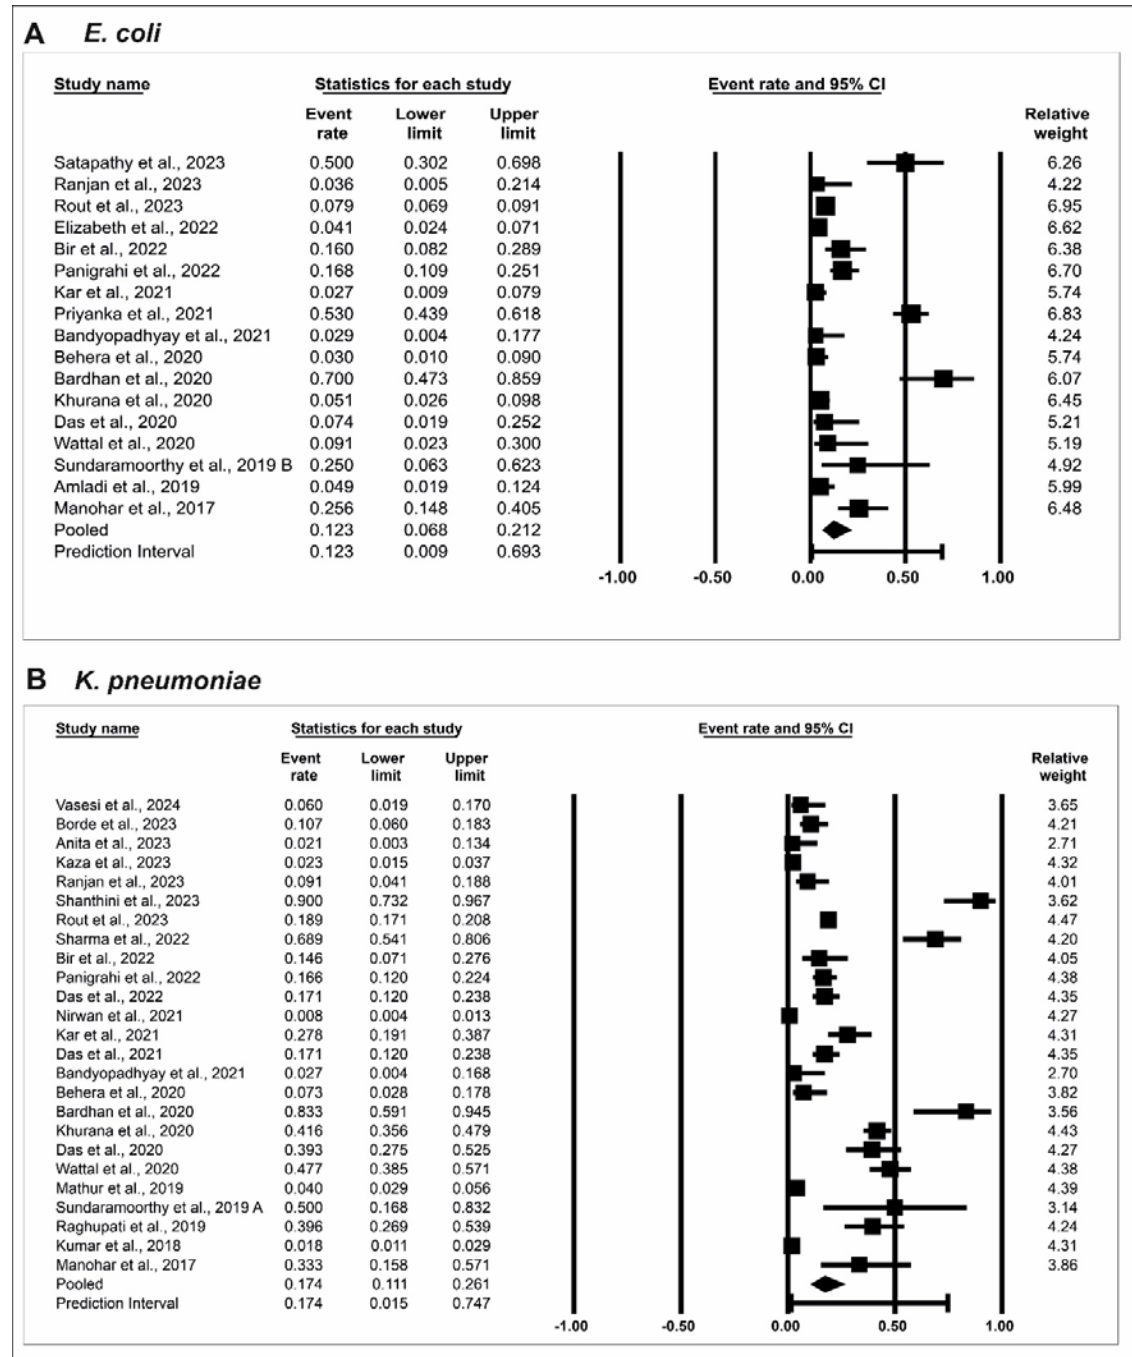 A E. coli
Study name Statistics for each study Event rate and 95% CI
Event rate Lower limit Upper limit Relative weight
Satapathy et al., 2023 0.500 0.302 0.698 6.26
Ranjan et al., 2023 0.036 0.005 0.214 4.22
Rout et al., 2023 0.079 0.069 0.091 6.95
Elizabeth et al., 2022 0.041 0.024 0.071 6.62
Bir et al., 2022 0.160 0.082 0.289 6.38
Panigrahi et al., 2022 0.168 0.109 0.251 6.70
Kar et al., 2021 0.027 0.009 0.079 5.74
Priyanka et al., 2021 0.530 0.439 0.618 6.83
Bandyopadhyay et al., 2021 0.029 0.004 0.177 4.24
Behera et al., 2020 0.030 0.010 0.090 5.74
Bardhan et al., 2020 0.700 0.473 0.859 6.07
Khurana et al., 2020 0.051 0.026 0.098 6.45
Das et al., 2020 0.074 0.019 0.252 5.21
Wattal et al., 2020 0.091 0.023 0.300 5.19
Sundaramoorthy et al., 2019 B 0.250 0.063 0.623 4.92
Amladi et al., 2019 0.049 0.019 0.124 5.99
Manohar et al., 2017 0.256 0.148 0.405 6.48
Pooled 0.123 0.068 0.212
Prediction Interval 0.123 0.009 0.693
-1.00 -0.50 0.00 0.50 1.00
B K. pneumoniae
Study name Statistics for each study Event rate and 95% CI
Event rate Lower limit Upper limit Relative weight
Vasesi et al., 2024 0.060 0.019 0.170 3.65
Borde et al., 2023 0.107 0.060 0.183 4.21
Anita et al., 2023 0.021 0.003 0.134 2.71
Kaza et al., 2023 0.023 0.015 0.037 4.32
Ranjan et al., 2023 0.091 0.041 0.188 4.01
Shanthini et al., 2023 0.900 0.732 0.967 3.62
Rout et al., 2023 0.189 0.171 0.208 4.47
Sharma et al., 2022 0.689 0.541 0.806 4.20
Bir et al., 2022 0.146 0.071 0.276 4.05
Panigrahi et al., 2022 0.166 0.120 0.224 4.38
Das et al., 2022 0.171 0.120 0.238 4.35
Nirwan et al., 2021 0.008 0.004 0.013 4.27
Kar et al., 2021 0.278 0.191 0.387 4.31
Das et al., 2021 0.171 0.120 0.238 4.35
Bandyopadhyay et al., 2021 0.027 0.004 0.168 2.70
Behera et al., 2020 0.073 0.028 0.178 3.82
Bardhan et al., 2020 0.833 0.591 0.945 3.56
Khurana et al., 2020 0.416 0.356 0.479 4.43
Das et al., 2020 0.393 0.275 0.525 4.27
Wattal et al., 2020 0.477 0.385 0.571 4.38
Mathur et al., 2019 0.040 0.029 0.056 4.39
Sundaramoorthy et al., 2019 A 0.500 0.168 0.832 3.14
Raghupati et al., 2019 0.396 0.269 0.539 4.24
Kumar et al., 2018 0.018 0.011 0.029 4.31
Manohar et al., 2017 0.333 0.158 0.571 3.86
Pooled 0.174 0.111 0.261
Prediction Interval 0.174 0.015 0.747
-1.00 -0.50 0.00 0.50 1.00